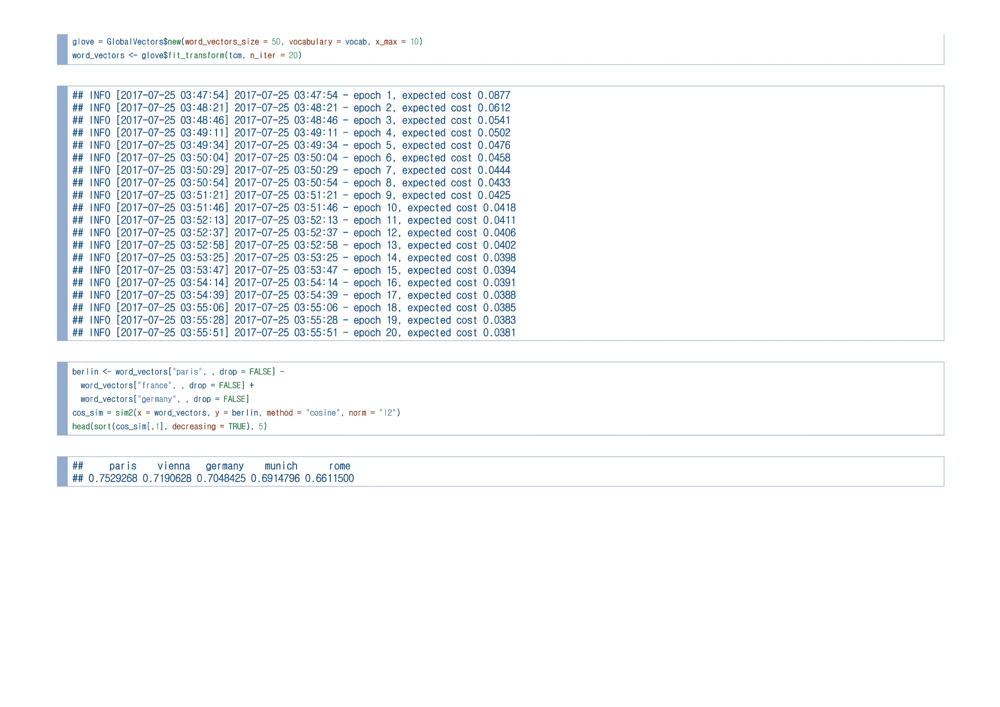 glove = GlobalVectors$new(word_vectors_size = 50, vocabulary = vocab, x_max = 10)
word_vectors <- glove$fit_transform(tcm, n_iter = 20)
## INFO [2017-07-25 03:47:54] 2017-07-25 03:47:54 - epoch 1, expected cost 0.0877
## INFO [2017-07-25 03:48:21] 2017-07-25 03:48:21 - epoch 2, expected cost 0.0612
## INFO [2017-07-25 03:48:46] 2017-07-25 03:48:46 - epoch 3, expected cost 0.0541
## INFO [2017-07-25 03:49:11] 2017-07-25 03:49:11 - epoch 4, expected cost 0.0502
## INFO [2017-07-25 03:49:34] 2017-07-25 03:49:34 - epoch 5, expected cost 0.0476
## INFO [2017-07-25 03:50:04] 2017-07-25 03:50:04 - epoch 6, expected cost 0.0458
## INFO [2017-07-25 03:50:29] 2017-07-25 03:50:29 - epoch 7, expected cost 0.0444
## INFO [2017-07-25 03:50:54] 2017-07-25 03:50:54 - epoch 8, expected cost 0.0433
## INFO [2017-07-25 03:51:21] 2017-07-25 03:51:21 - epoch 9, expected cost 0.0425
## INFO [2017-07-25 03:51:46] 2017-07-25 03:51:46 - epoch 10, expected cost 0.0418
## INFO [2017-07-25 03:52:13] 2017-07-25 03:52:13 - epoch 11, expected cost 0.0411
## INFO [2017-07-25 03:52:37] 2017-07-25 03:52:37 - epoch 12, expected cost 0.0406
## INFO [2017-07-25 03:52:58] 2017-07-25 03:52:58 - epoch 13, expected cost 0.0402
## INFO [2017-07-25 03:53:25] 2017-07-25 03:53:25 - epoch 14, expected cost 0.0398
## INFO [2017-07-25 03:53:47] 2017-07-25 03:53:47 - epoch 15, expected cost 0.0394
## INFO [2017-07-25 03:54:14] 2017-07-25 03:54:14 - epoch 16, expected cost 0.0391
## INFO [2017-07-25 03:54:39] 2017-07-25 03:54:39 - epoch 17, expected cost 0.0388
## INFO [2017-07-25 03:55:06] 2017-07-25 03:55:06 - epoch 18, expected cost 0.0385
## INFO [2017-07-25 03:55:28] 2017-07-25 03:55:28 - epoch 19, expected cost 0.0383
## INFO [2017-07-25 03:55:51] 2017-07-25 03:55:51 - epoch 20, expected cost 0.0381
berlin <- word_vectors["paris", , drop = FALSE] -
  word_vectors["france", , drop = FALSE] +
  word_vectors["germany", , drop = FALSE]
cos_sim = sim2(x = word_vectors, y = berlin, method = "cosine", norm = "l2")
head(sort(cos_sim[,1], decreasing = TRUE), 5)
##     paris    vienna   germany    munich      rome
## 0.7529268 0.7190628 0.7048425 0.6914796 0.6611500